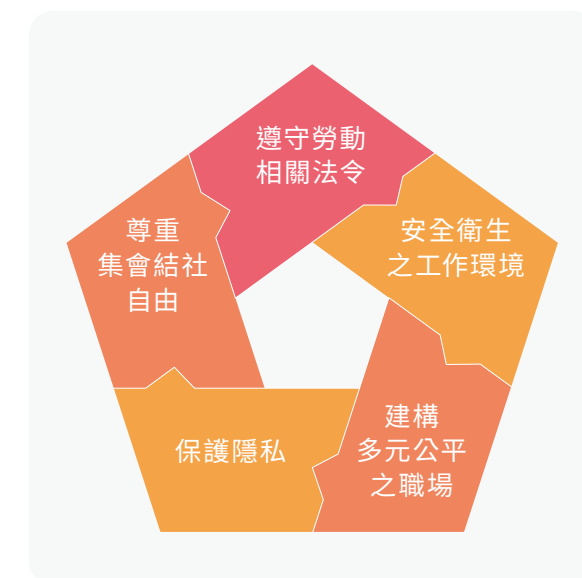 遵守勞動
相關法令
安全衛生
之工作環境
建構
多元公平
之職場
保護隱私
尊重
集會結社
自由